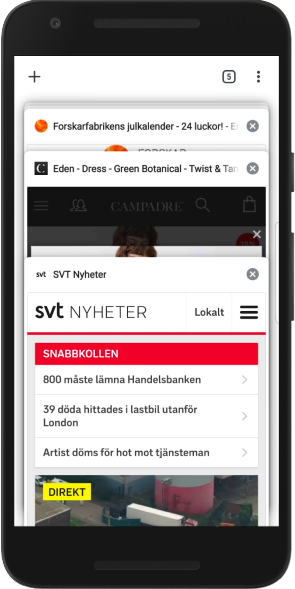 5
Forskarfabrikens julkalender - 24 luckor! - E
Eden - Dress - Green Botanical - Twist & Tan
CAMPADRE
svt SVT Nyheter
svt NYHETER
Lokalt
SNABBKOLLEN
800 måste lämna Handelsbanken
39 döda hittades i lastbil utanför
London
Artist döms för hot mot tjänsteman
DIREKT